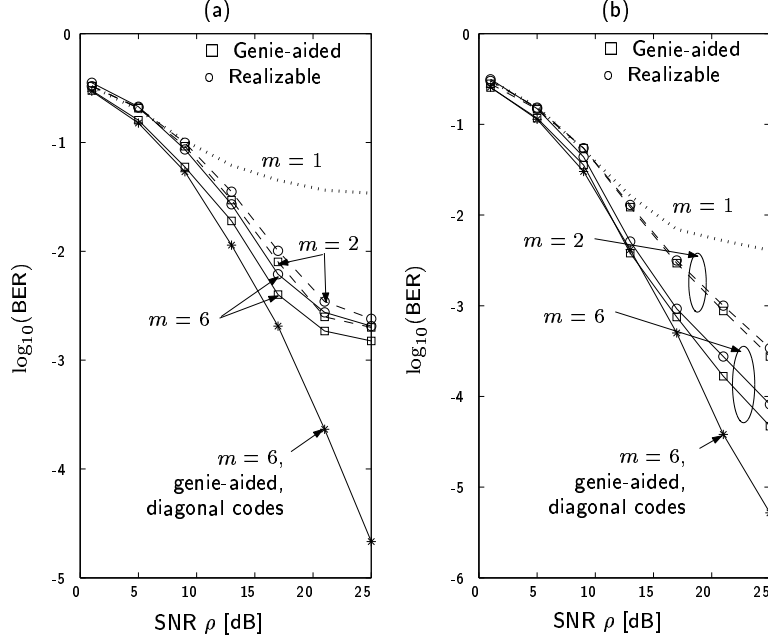 (a)
0
-1
-2
-3
-4
-5
log10(BER)
0
5
10
15
20
25
SNR ρ [dB]
Genie-aided
Realizable
m = 1
m = 2
m = 6
m = 6,
genie-aided,
diagonal codes
(b)
0
-1
-2
-3
-4
-5
-6
log10(BER)
0
5
10
15
20
25
SNR ρ [dB]
Genie-aided
Realizable
m = 1
m = 2
m = 6
m = 6,
genie-aided,
diagonal codes